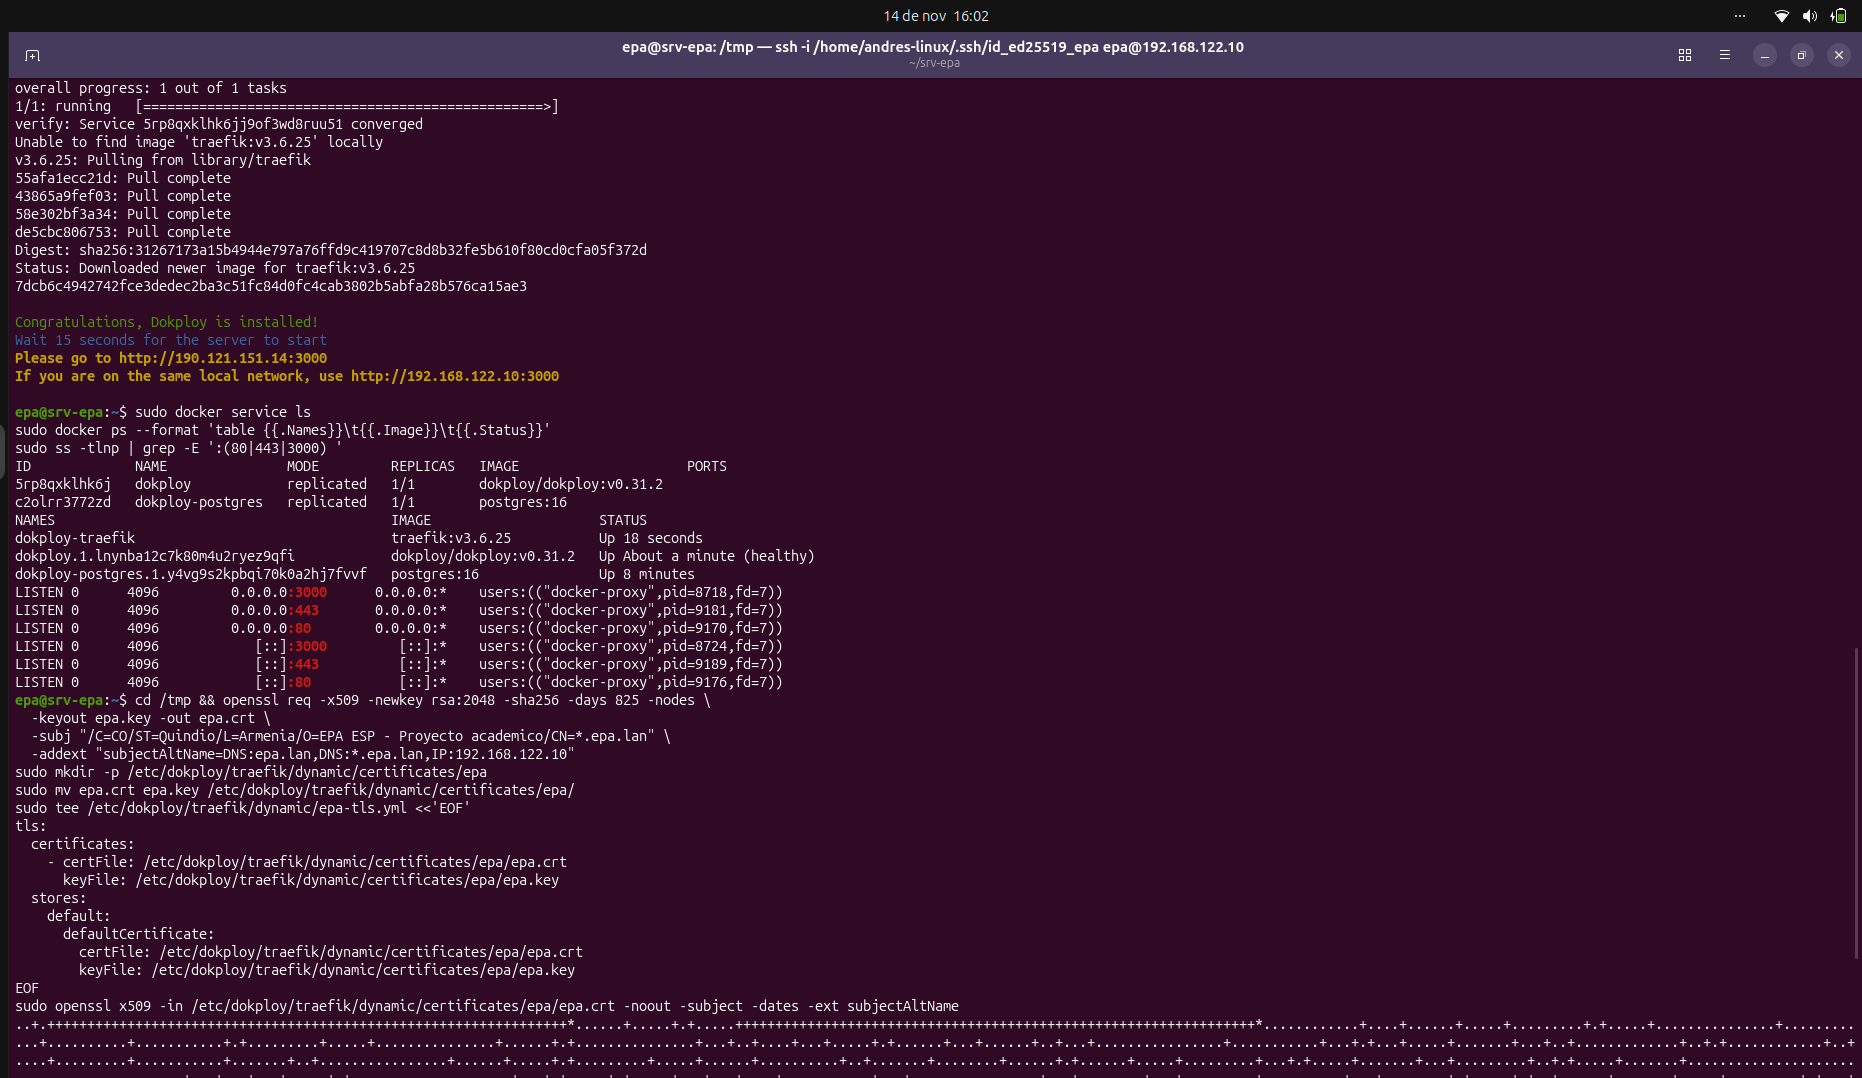 14 de nov 16:02
epa@srv-epa: /tmp — ssh -i /home/andres-linux/.ssh/id_ed25519_epa epa@192.168.122.10
~/srv-epa
overall progress: 1 out of 1 tasks
1/1: running   [==================================================>]
verify: Service 5rp8qxklhk6jj9of3wd8ruu51 converged
Unable to find image 'traefik:v3.6.25' locally
v3.6.25: Pulling from library/traefik
55afa1ecc21d: Pull complete
43865a9fef03: Pull complete
58e302bf3a34: Pull complete
de5cbc806753: Pull complete
Digest: sha256:31267173a15b4944e797a76ffd9c419707c8d8b32fe5b610f80cd0cfa05f372d
Status: Downloaded newer image for traefik:v3.6.25
7dcb6c4942742fce3dedec2ba3c51fc84d0fc4cab3802b5abfa28b576ca15ae3
Congratulations, Dokploy is installed!
Wait 15 seconds for the server to start
Please go to http://190.121.151.14:3000
If you are on the same local network, use http://192.168.122.10:3000
epa@srv-epa:~$ sudo docker service ls
sudo docker ps --format 'table {{.Names}}\t{{.Image}}\t{{.Status}}'
sudo ss -tlnp | grep -E ':(80|443|3000) '
ID             NAME               MODE         REPLICAS   IMAGE                     PORTS
5rp8qxklhk6j   dokploy            replicated   1/1        dokploy/dokploy:v0.31.2
c2olrr3772zd   dokploy-postgres   replicated   1/1        postgres:16
NAMES                                          IMAGE                     STATUS
dokploy-traefik                                traefik:v3.6.25           Up 18 seconds
dokploy.1.lnynba12c7k80m4u2ryez9qfi            dokploy/dokploy:v0.31.2   Up About a minute (healthy)
dokploy-postgres.1.y4vg9s2kpbqi70k0a2hj7fvvf   postgres:16               Up 8 minutes
LISTEN 0      4096         0.0.0.0:3000      0.0.0.0:*    users:(("docker-proxy",pid=8718,fd=7))
LISTEN 0      4096         0.0.0.0:443       0.0.0.0:*    users:(("docker-proxy",pid=9181,fd=7))
LISTEN 0      4096         0.0.0.0:80        0.0.0.0:*    users:(("docker-proxy",pid=9170,fd=7))
LISTEN 0      4096            [::]:3000         [::]:*    users:(("docker-proxy",pid=8724,fd=7))
LISTEN 0      4096            [::]:443          [::]:*    users:(("docker-proxy",pid=9189,fd=7))
LISTEN 0      4096            [::]:80           [::]:*    users:(("docker-proxy",pid=9176,fd=7))
epa@srv-epa:~$ cd /tmp && openssl req -x509 -newkey rsa:2048 -sha256 -days 825 -nodes \
  -keyout epa.key -out epa.crt \
  -subj "/C=CO/ST=Quindio/L=Armenia/O=EPA ESP - Proyecto academico/CN=*.epa.lan" \
  -addext "subjectAltName=DNS:epa.lan,DNS:*.epa.lan,IP:192.168.122.10"
sudo mkdir -p /etc/dokploy/traefik/dynamic/certificates/epa
sudo mv epa.crt epa.key /etc/dokploy/traefik/dynamic/certificates/epa/
sudo tee /etc/dokploy/traefik/dynamic/epa-tls.yml <<'EOF'
tls:
  certificates:
    - certFile: /etc/dokploy/traefik/dynamic/certificates/epa/epa.crt
      keyFile: /etc/dokploy/traefik/dynamic/certificates/epa/epa.key
  stores:
    default:
      defaultCertificate:
        certFile: /etc/dokploy/traefik/dynamic/certificates/epa/epa.crt
        keyFile: /etc/dokploy/traefik/dynamic/certificates/epa/epa.key
EOF
sudo openssl x509 -in /etc/dokploy/traefik/dynamic/certificates/epa/epa.crt -noout -subject -dates -ext subjectAltName